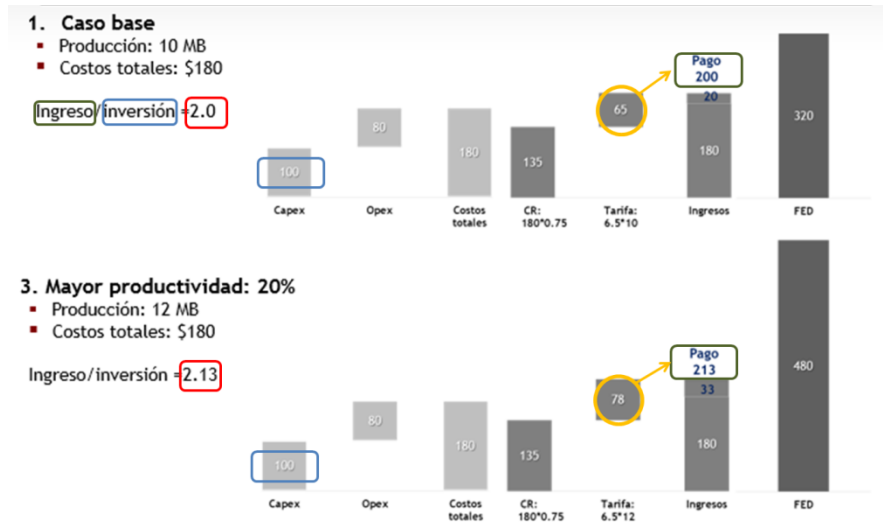 1. Caso base
▪ Producción: 10 MB
▪ Costos totales: $180
Ingreso/inversión =2.0
Pago
200
20
65
80
320
180
180
135
100
Capex
Opex
Costos
totales
CR:
180*0.75
Tarifa:
6.5*10
Ingresos
FED
3. Mayor productividad: 20%
▪ Producción: 12 MB
▪ Costos totales: $180
Ingreso/inversión =2.13
Pago
213
33
480
78
80
180
180
135
100
Capex
Opex
Costos
totales
CR:
180*0.75
Tarifa:
6.5*12
Ingresos
FED